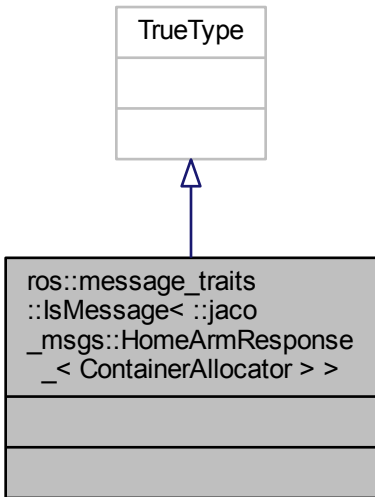 TrueType
ros::message_traits
::IsMessage< ::jaco
_msgs::HomeArmResponse
_< ContainerAllocator > >